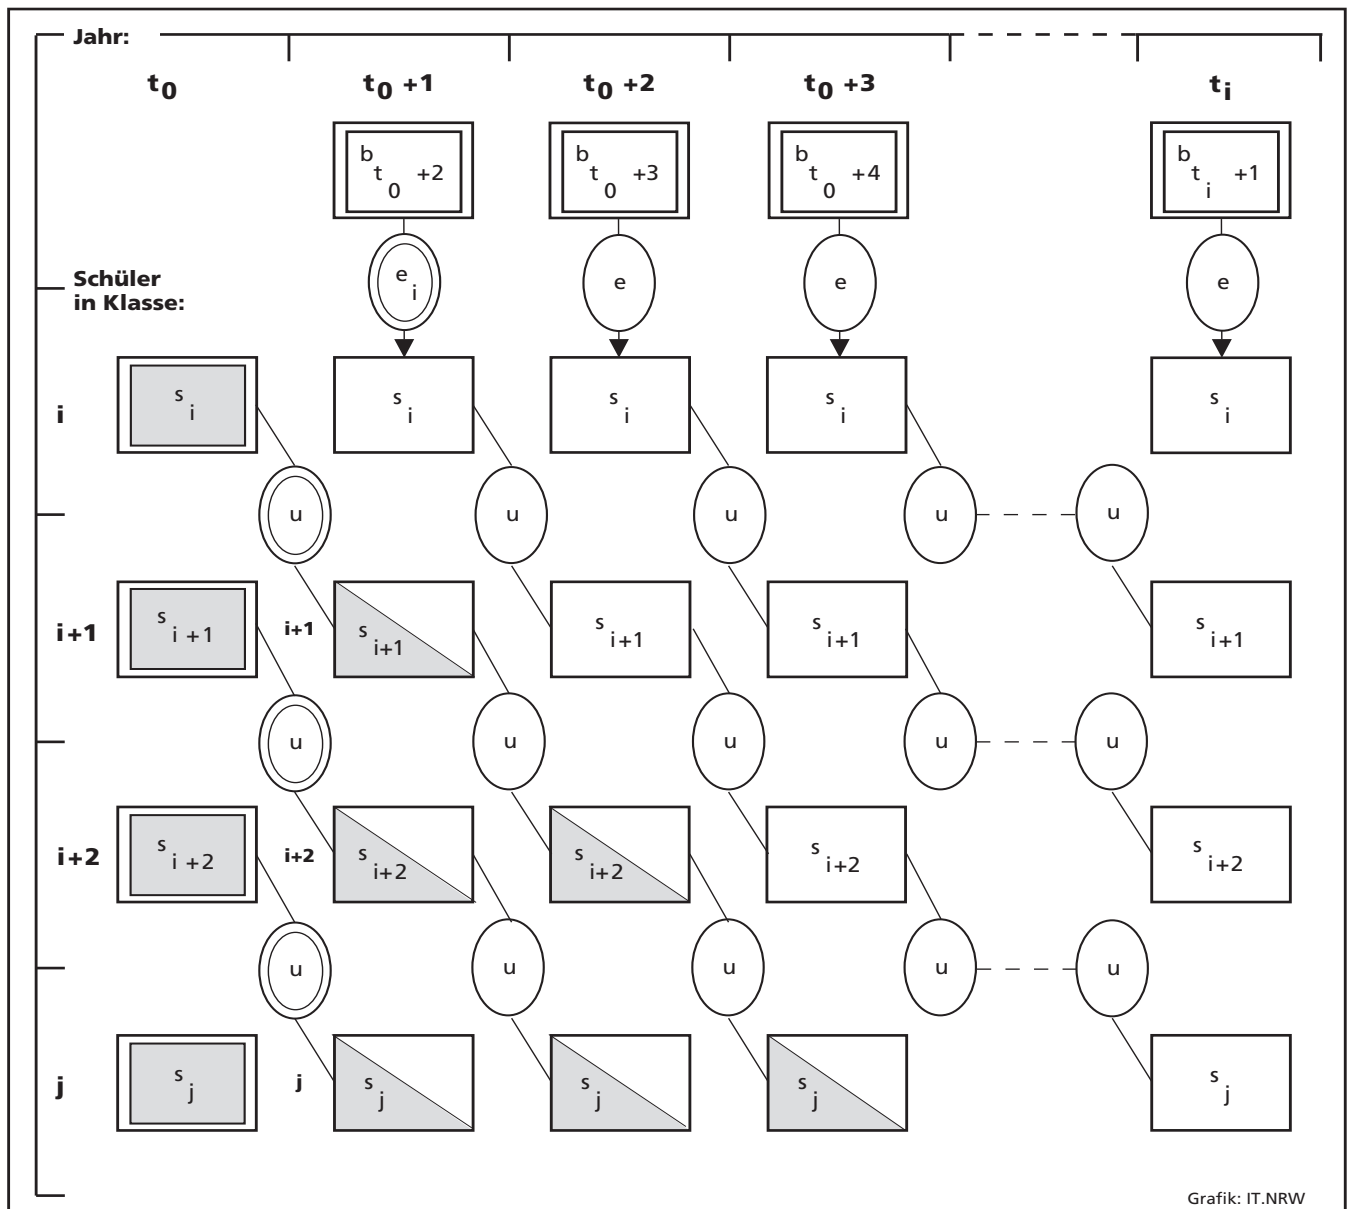 Jahr:
t0 t0 +1 t0 +2 t0 +3 ti
b t0 +2 b t0 +3 b t0 +4 b ti +1
Schüler
in Klasse:
ei e e e
i si si si si si
u u u u u
i+1 si +1 i+1 si+1 si+1 si+1 si+1
u u u u u
i+2 si +2 i+2 si+2 si+2 si+2 si+2
u u u u u
j sj j sj sj sj sj
Grafik: IT.NRW